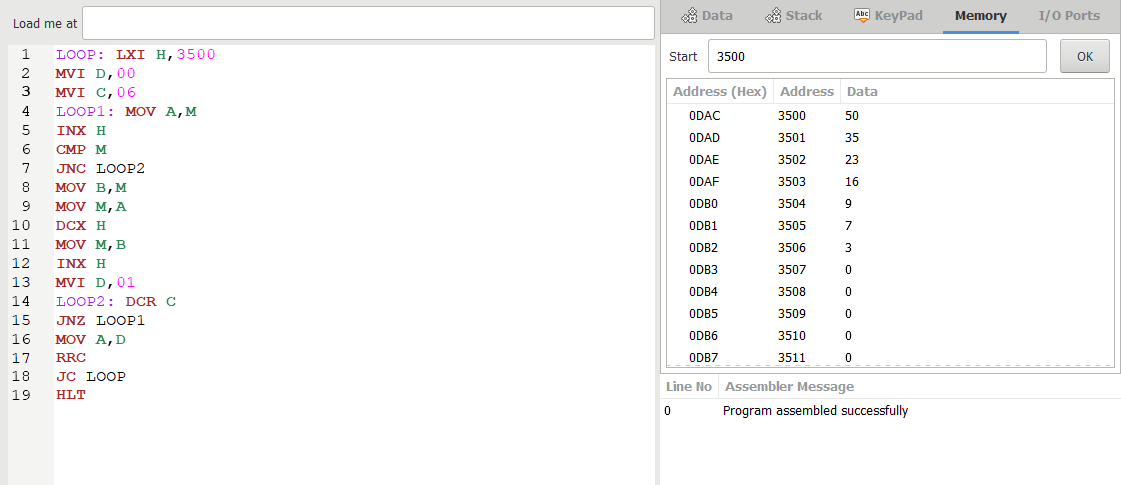 Load me at
1 LOOP: LXI H,3500
2 MVI D,00
3 MVI C,06
4 LOOP1: MOV A,M
5 INX H
6 CMP M
7 JNC LOOP2
8 MOV B,M
9 MOV M,A
10 DCX H
11 MOV M,B
12 INX H
13 MVI D,01
14 LOOP2: DCR C
15 JNZ LOOP1
16 MOV A,D
17 RRC
18 JC LOOP
19 HLT
Data Stack Abc KeyPad Memory I/O Ports
Start 3500 OK
Address (Hex) Address Data
0DAC 3500 50
0DAD 3501 35
0DAE 3502 23
0DAF 3503 16
0DB0 3504 9
0DB1 3505 7
0DB2 3506 3
0DB3 3507 0
0DB4 3508 0
0DB5 3509 0
0DB6 3510 0
0DB7 3511 0
Line No Assembler Message
0 Program assembled successfully